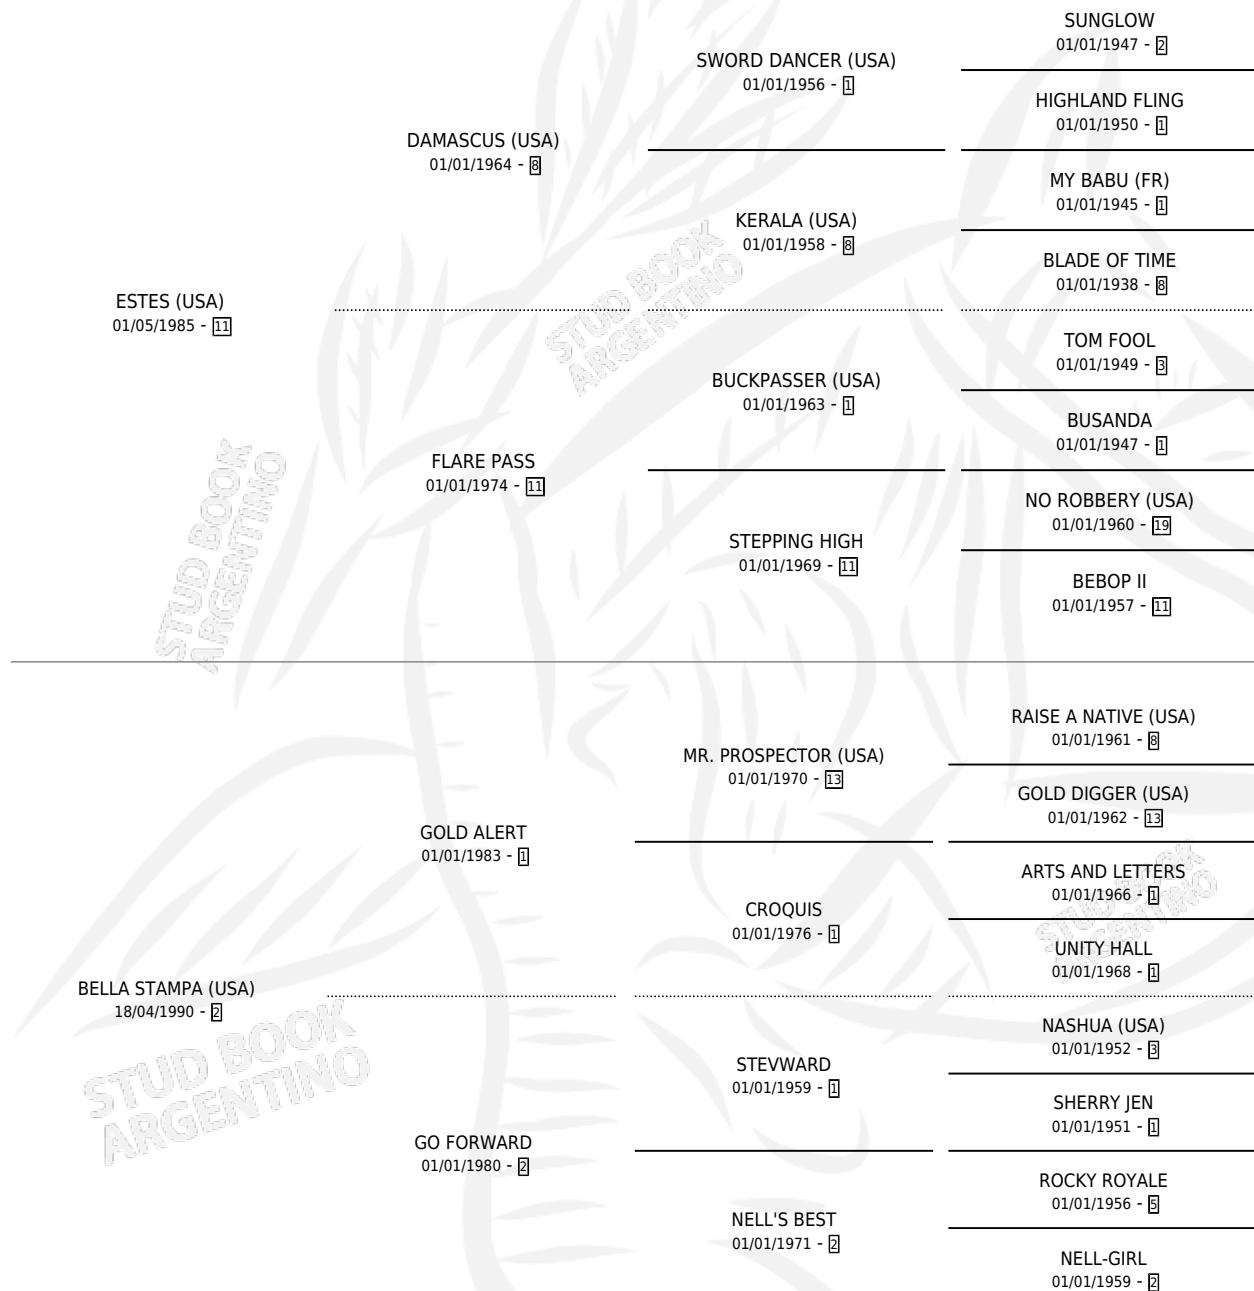 SUNGLOW
01/01/1947 - 2
SWORD DANCER (USA)
01/01/1956 - 1
HIGHLAND FLING
01/01/1950 - 1
DAMASCUS (USA)
01/01/1964 - 8
MY BABU (FR)
01/01/1945 - 1
KERALA (USA)
01/01/1958 - 8
BLADE OF TIME
01/01/1938 - 8
ESTES (USA)
01/05/1985 - 11
STUD BOOK
ARGENTINO
TOM FOOL
01/01/1949 - 3
BUCKPASSER (USA)
01/01/1963 - 1
BUSANDA
01/01/1947 - 1
FLARE PASS
01/01/1974 - 11
NO ROBBERY (USA)
01/01/1960 - 19
STEPPING HIGH
01/01/1969 - 11
BEBOP II
01/01/1957 - 11
STUD BOOK
ARGENTINO
RAISE A NATIVE (USA)
01/01/1961 - 8
MR. PROSPECTOR (USA)
01/01/1970 - 13
GOLD DIGGER (USA)
01/01/1962 - 13
GOLD ALERT
01/01/1983 - 1
ARTS AND LETTERS
01/01/1966 - 1
CROQUIS
01/01/1976 - 1
STUD BOOK
ARGENTINO
UNITY HALL
01/01/1968 - 1
BELLA STAMPA (USA)
18/04/1990 - 2
STUD BOOK
ARGENTINO
NASHUA (USA)
01/01/1952 - 3
STEVWARD
01/01/1959 - 1
SHERRY JEN
01/01/1951 - 1
GO FORWARD
01/01/1980 - 2
ROCKY ROYALE
01/01/1956 - 5
NELL'S BEST
01/01/1971 - 2
NELL-GIRL
01/01/1959 - 2